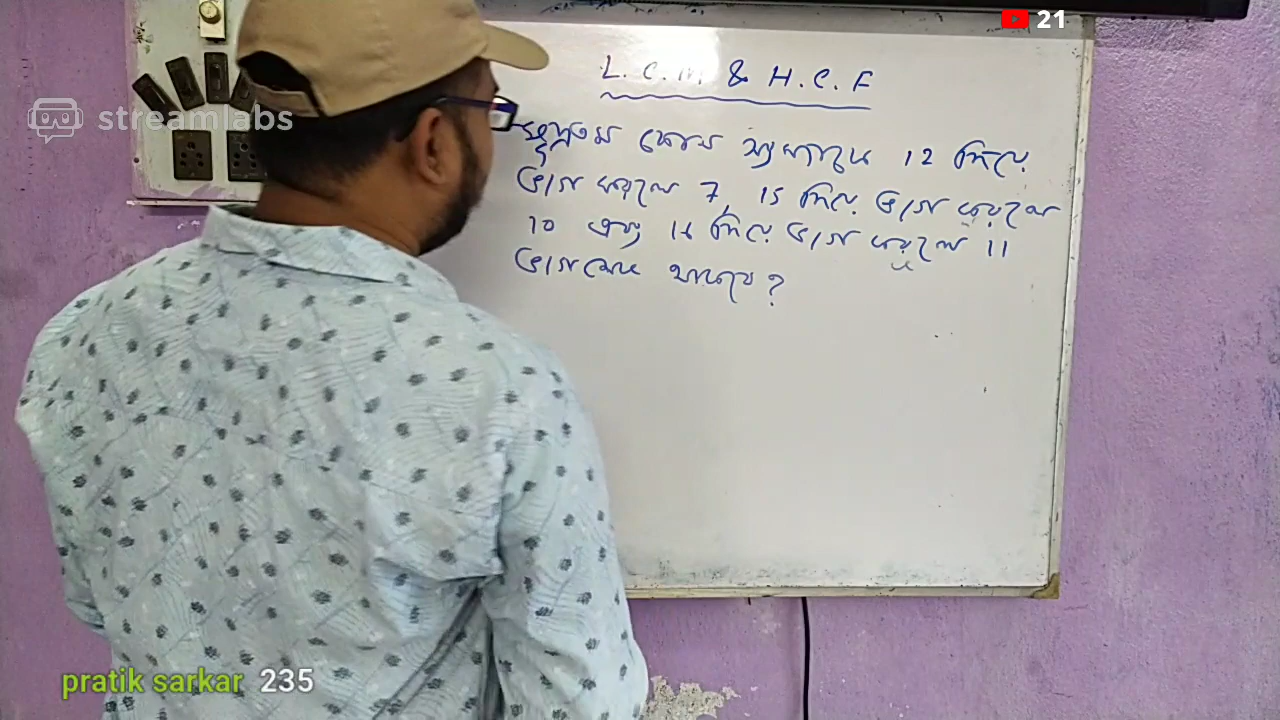 21
streamlabs
L.C.M & H.C.F
ক্ষুদ্রতম কোন সংখ্যাকে 12 দিলে
ভাগ করলে 7, 15 দিলে ভাগ করলে
10 এবং 16 দিলে ভাগ করলে 11
ভাগশেষ থাকবে?
pratik sarkar 235